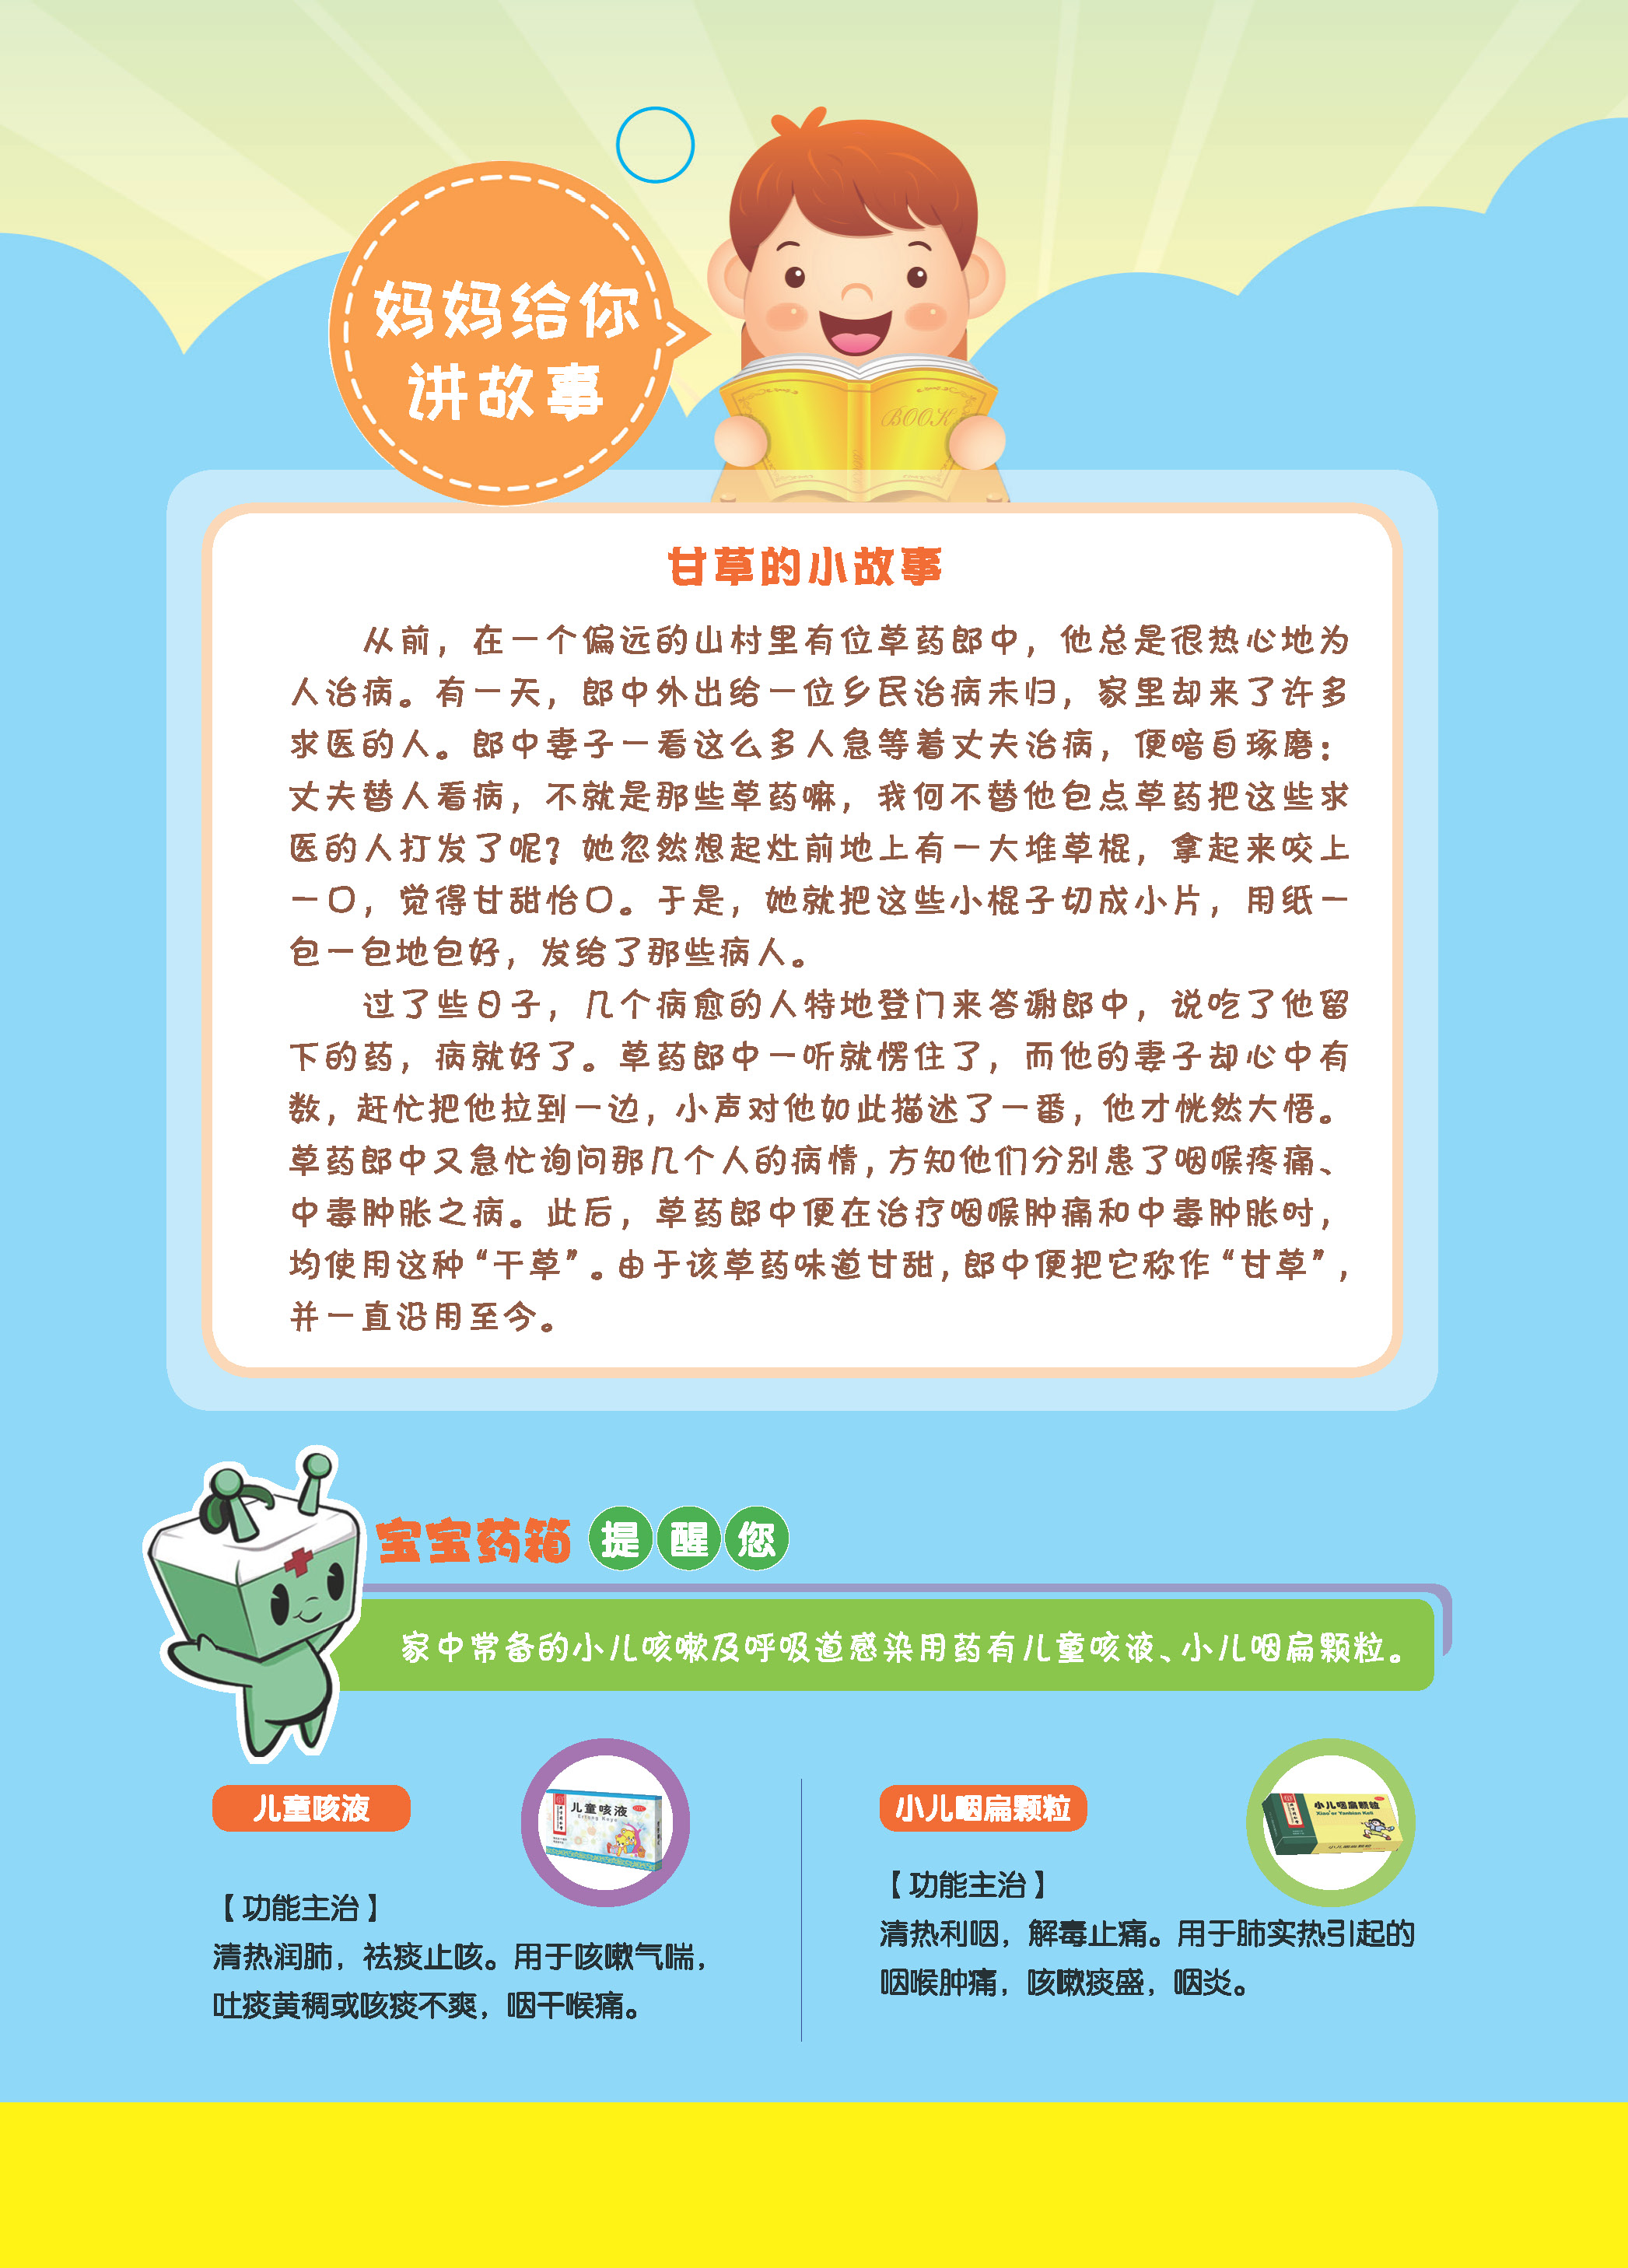 妈妈给你
讲故事
BOOK
甘草的小故事
从前，在一个偏远的山村里有位草药郎中，他总是很热心地为
人治病。有一天，郎中外出给一位乡民治病未归，家里却来了许多
求医的人。郎中妻子一看这么多人急等着丈夫治病，便暗自琢磨：
丈夫替人看病，不就是那些草药嘛，我何不替他包点草药把这些求
医的人打发了呢？她忽然想起灶前地上有一大堆草棍，拿起来咬上
一口，觉得甘甜怡口。于是，她就把这些小棍子切成小片，用纸一
包一包地包好，发给了那些病人。
过了些日子，几个病愈的人特地登门来答谢郎中，说吃了他留
下的药，病就好了。草药郎中一听就愣住了，而他的妻子却心中有
数，赶忙把他拉到一边，小声对他如此描述了一番，他才恍然大悟。
草药郎中又急忙询问那几个人的病情，方知他们分别患了咽喉疼痛、
中毒肿胀之病。此后，草药郎中便在治疗咽喉肿痛和中毒肿胀时，
均使用这种“干草”。由于该草药味道甘甜，郎中便把它称作“甘草”，
并一直沿用至今。
宝宝药箱 提醒您
家中常备的小儿咳嗽及呼吸道感染用药有儿童咳液、小儿咽扁颗粒。
儿童咳液
儿童咳液
Ertong Keye
【功能主治】
清热润肺，祛痰止咳。用于咳嗽气喘，
吐痰黄稠或咳痰不爽，咽干喉痛。
小儿咽扁颗粒
小儿咽扁颗粒
Xiao'er Yanbian Keli
小儿咽扁颗粒
【功能主治】
清热利咽，解毒止痛。用于肺实热引起的
咽喉肿痛，咳嗽痰盛，咽炎。